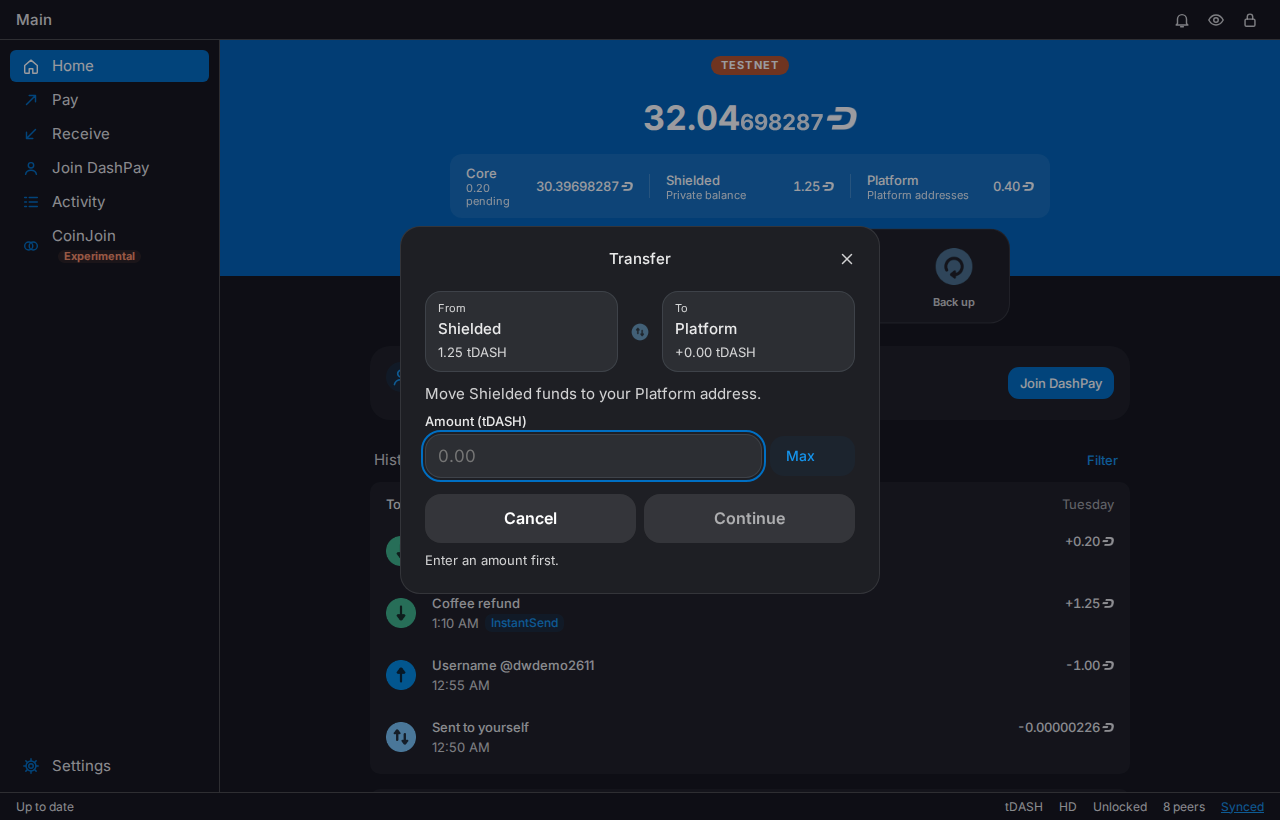 Main
Home
Pay
Receive
Join DashPay
Activity
CoinJoin
Experimental
Settings
TESTNET
32.04698287
Core
0.20 pending
30.39698287
Shielded
Private balance
1.25
Platform
Platform addresses
0.40
Back up
Join DashPay
Filter
Tuesday
+0.20
Transfer
From
Shielded
1.25 tDASH
To
Platform
+0.00 tDASH
Move Shielded funds to your Platform address.
Amount (tDASH)
0.00
Max
Cancel
Continue
Enter an amount first.
Coffee refund
1:10 AM InstantSend
+1.25
Username @dwdemo2611
12:55 AM
-1.00
Sent to yourself
12:50 AM
-0.00000226
Up to date
tDASH HD Unlocked 8 peers Synced